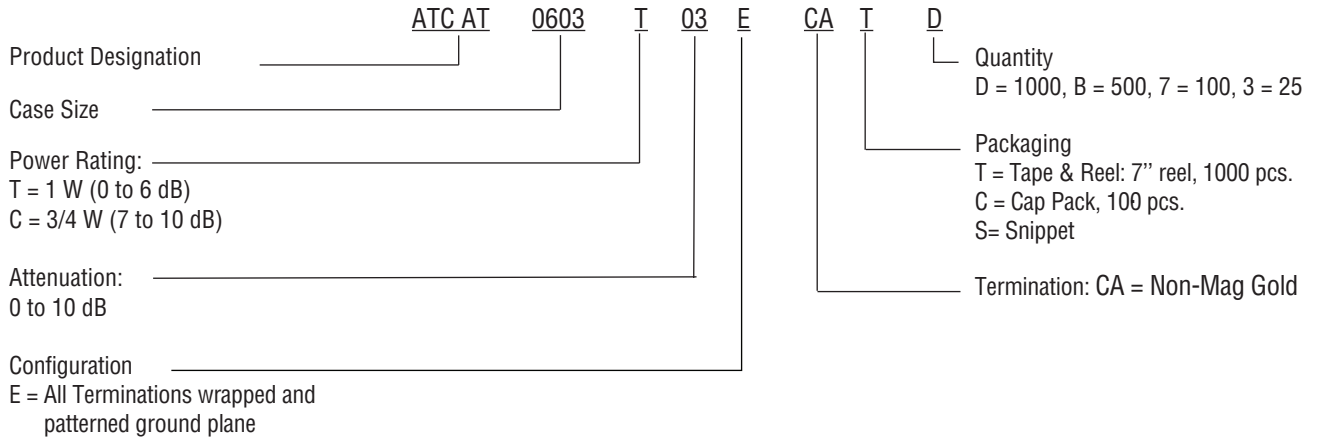 ATC AT 0603 T 03 E CA T D
Product Designation
Case Size
Power Rating:
T = 1 W (0 to 6 dB)
C = 3/4 W (7 to 10 dB)
Attenuation:
0 to 10 dB
Configuration
E = All Terminations wrapped and
patterned ground plane
Quantity
D = 1000, B = 500, 7 = 100, 3 = 25
Packaging
T = Tape & Reel: 7’’ reel, 1000 pcs.
C = Cap Pack, 100 pcs.
S= Snippet
Termination: CA = Non-Mag Gold